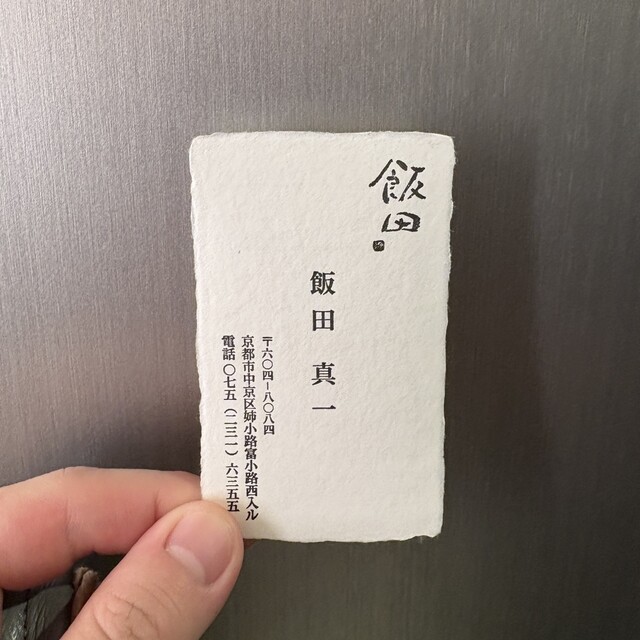 飯田
飯田 真一
〒六〇四－八〇八四
京都市中京区姉小路富小路西入ル
電話〇七五（二三一）六三五五